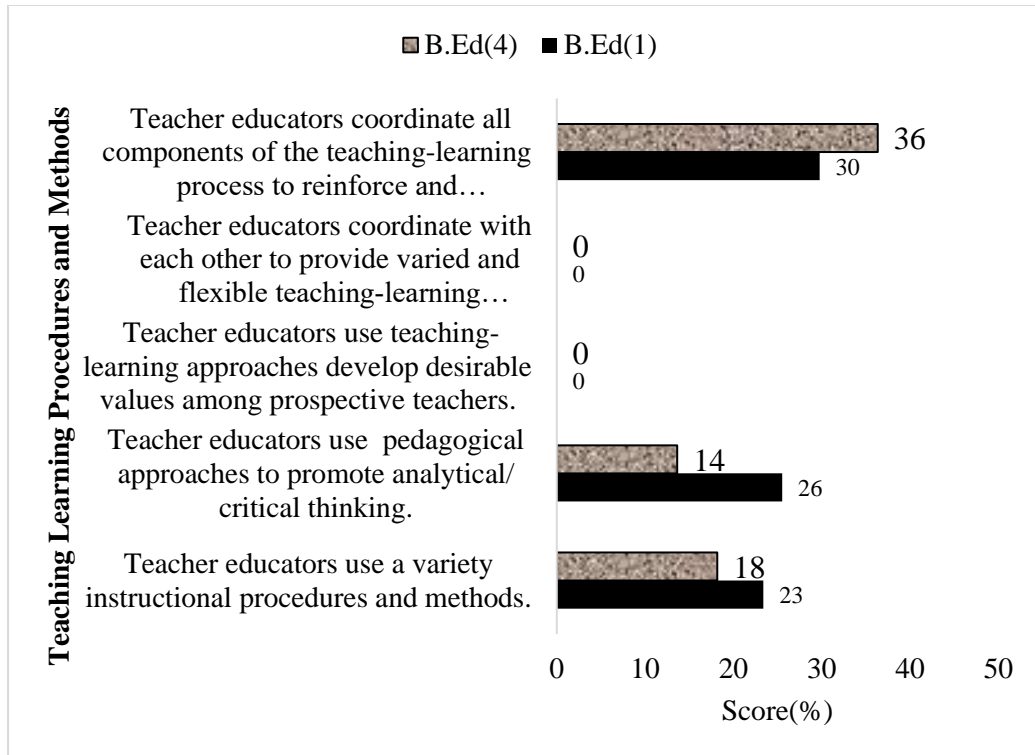 B.Ed(4) B.Ed(1)
Teaching Learning Procedures and Methods
Teacher educators coordinate all
components of the teaching-learning
process to reinforce and…
36
30
Teacher educators coordinate with
each other to provide varied and
flexible teaching-learning…
0
0
Teacher educators use teaching-
learning approaches develop desirable
values among prospective teachers.
0
0
Teacher educators use  pedagogical
approaches to promote analytical/
critical thinking.
14
26
Teacher educators use a variety
instructional procedures and methods.
18
23
0 10 20 30 40 50
Score(%)